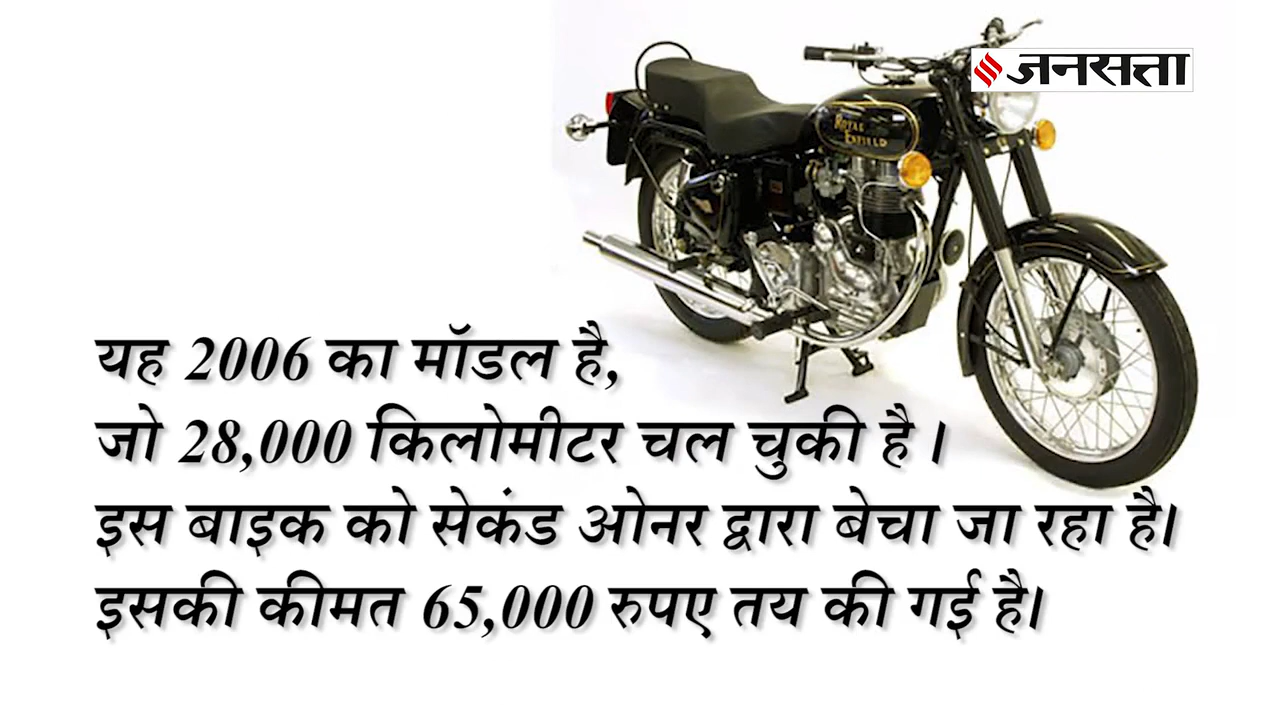 जनसत्ता
ROYAL
ENFIELD
यह 2006 का मॉडल है,
जो 28,000 किलोमीटर चल चुकी है ।
इस बाइक को सेकंड ओनर द्वारा बेचा जा रहा है।
इसकी कीमत 65,000 रुपए तय की गई है।